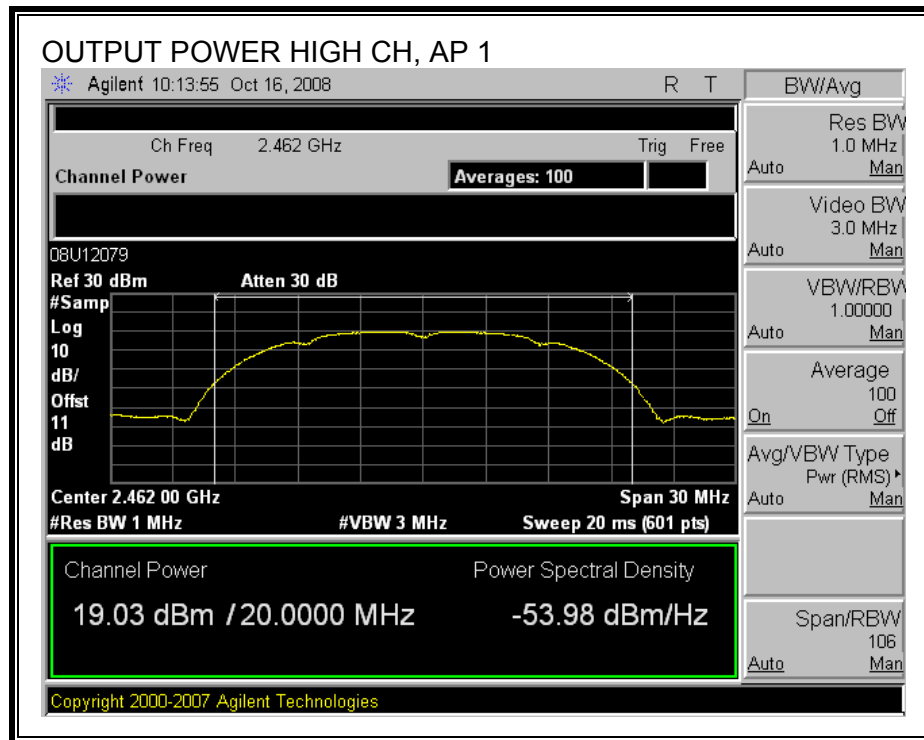 OUTPUT POWER HIGH CH, AP 1
Agilent 10:13:55 Oct 16, 2008 R T
Ch Freq 2.462 GHz Trig Free
Channel Power Averages: 100
08U12079
Ref 30 dBm Atten 30 dB
#Samp
Log
10
dB/
Offst
11
dB
Center 2.462 00 GHz Span 30 MHz
#Res BW 1 MHz #VBW 3 MHz Sweep 20 ms (601 pts)
Channel Power Power Spectral Density
19.03 dBm / 20.0000 MHz -53.98 dBm/Hz
Copyright 2000-2007 Agilent Technologies
BW/Avg
Res BW
1.0 MHz
Auto Man
Video BW
3.0 MHz
Auto Man
VBW/RBW
1.00000
Auto Man
Average
100
On Off
Avg/VBW Type
Pwr (RMS)
Auto Man
Span/RBW
106
Auto Man